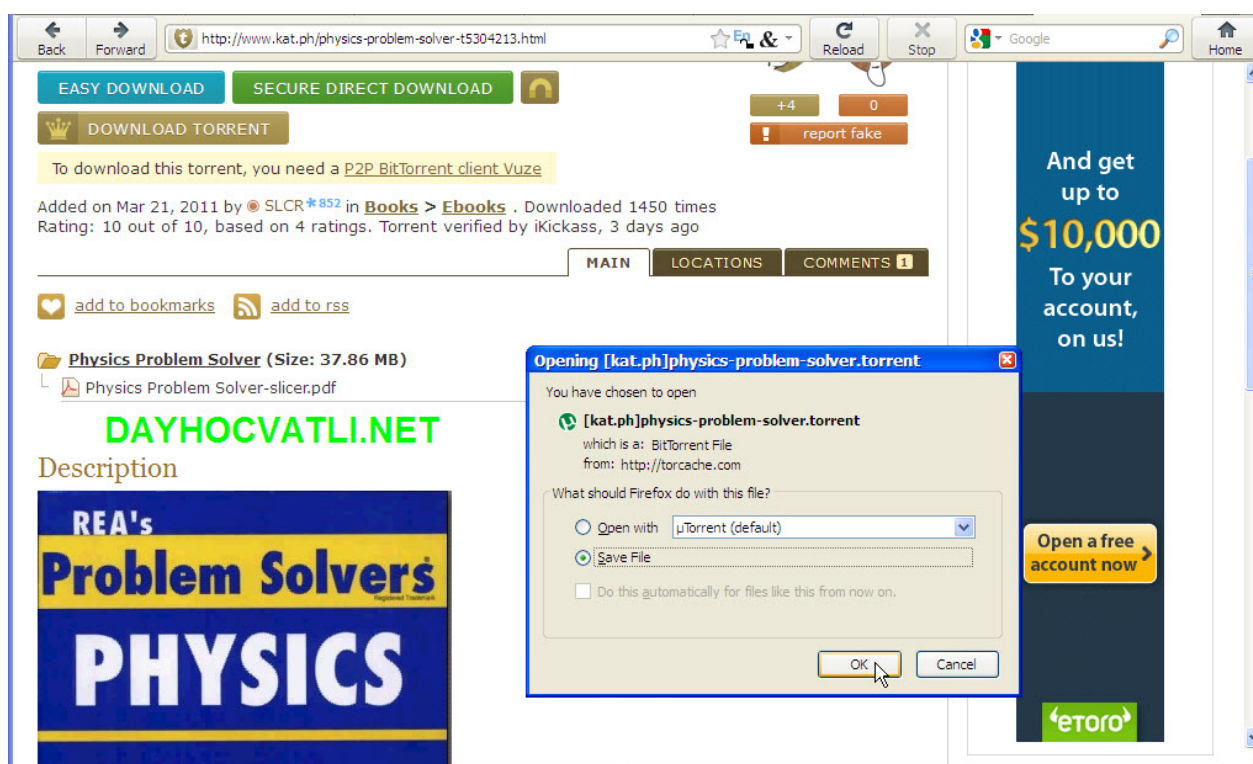 Back
Forward
http://www.kat.ph/physics-problem-solver-t5304213.html
Reload
Stop
Google
Home
EASY DOWNLOAD
SECURE DIRECT DOWNLOAD
+4
0
DOWNLOAD TORRENT
! report fake
To download this torrent, you need a P2P BitTorrent client Vuze
Added on Mar 21, 2011 by SLCR*852 in Books > Ebooks . Downloaded 1450 times
Rating: 10 out of 10, based on 4 ratings. Torrent verified by iKickass, 3 days ago
MAIN
LOCATIONS
COMMENTS 1
add to bookmarks
add to rss
Physics Problem Solver (Size: 37.86 MB)
Physics Problem Solver-slicer.pdf
DAYHOCVATLI.NET
Description
REA's
Problem Solvers
Registered Trademark
PHYSICS
Opening [kat.ph]physics-problem-solver.torrent
You have chosen to open
[kat.ph]physics-problem-solver.torrent
which is a: BitTorrent File
from: http://torcache.com
What should Firefox do with this file?
Open with
µTorrent (default)
Save File
Do this automatically for files like this from now on.
OK
Cancel
And get
up to
$10,000
To your
account,
on us!
Open a free
account now
eToro